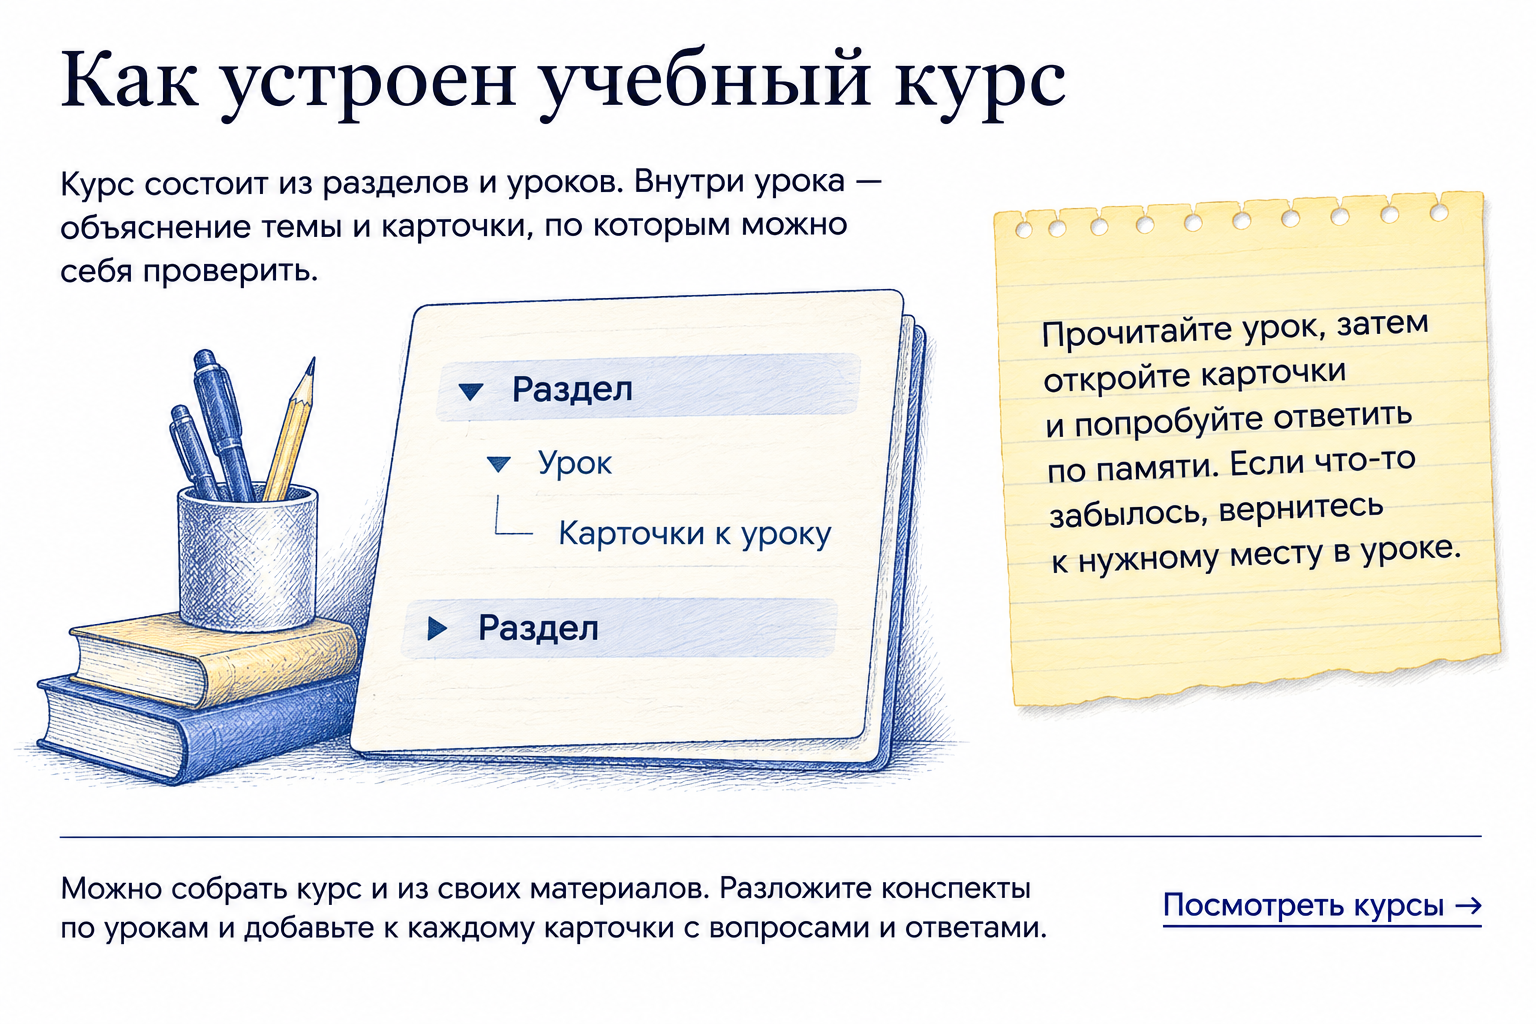 Как устроен учебный курс
Курс состоит из разделов и уроков. Внутри урока —
объяснение темы и карточки, по которым можно
себя проверить.
Раздел
Урок
Карточки к уроку
Раздел
Прочитайте урок, затем
откройте карточки
и попробуйте ответить
по памяти. Если что-то
забылось, вернитесь
к нужному месту в уроке.
Можно собрать курс и из своих материалов. Разложите конспекты
по урокам и добавьте к каждому карточки с вопросами и ответами.
Посмотреть курсы →